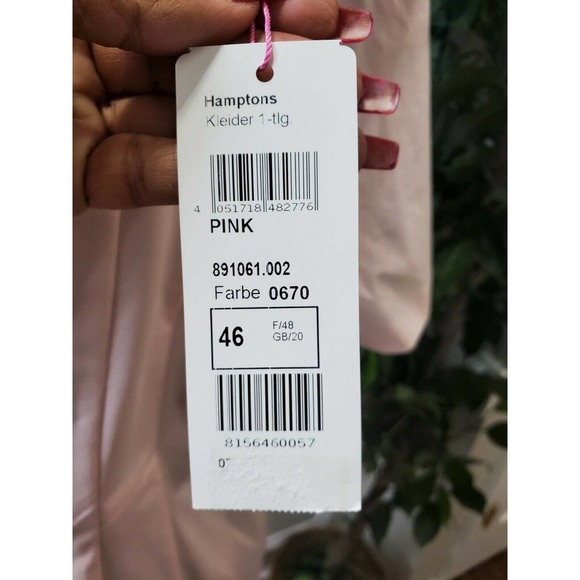 Hamptons
Kleider 1-tlg.
4 051718 482776
PINK
891061.002
Farbe 0670
46 F/48
GB/20
8156460057